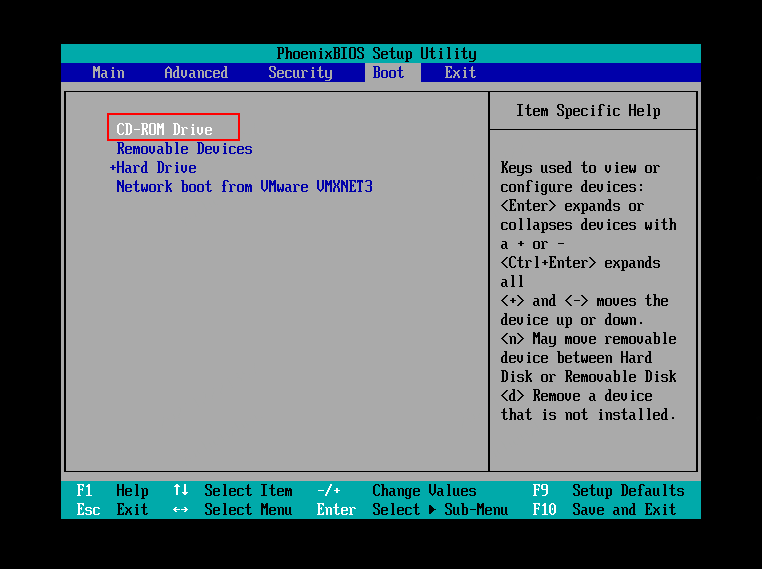 PhoenixBIOS Setup Utility
Main Advanced Security Boot Exit
CD-ROM Drive
Removable Devices
+Hard Drive
Network boot from VMware VMXNET3
Item Specific Help
Keys used to view or
configure devices:
<Enter> expands or
collapses devices with
a + or -
<Ctrl+Enter> expands
all
<+> and <-> moves the
device up or down.
<n> May move removable
device between Hard
Disk or Removable Disk
<d> Remove a device
that is not installed.
F1 Help ↑↓ Select Item -/+ Change Values F9 Setup Defaults
Esc Exit ↔ Select Menu Enter Select ▶ Sub-Menu F10 Save and Exit